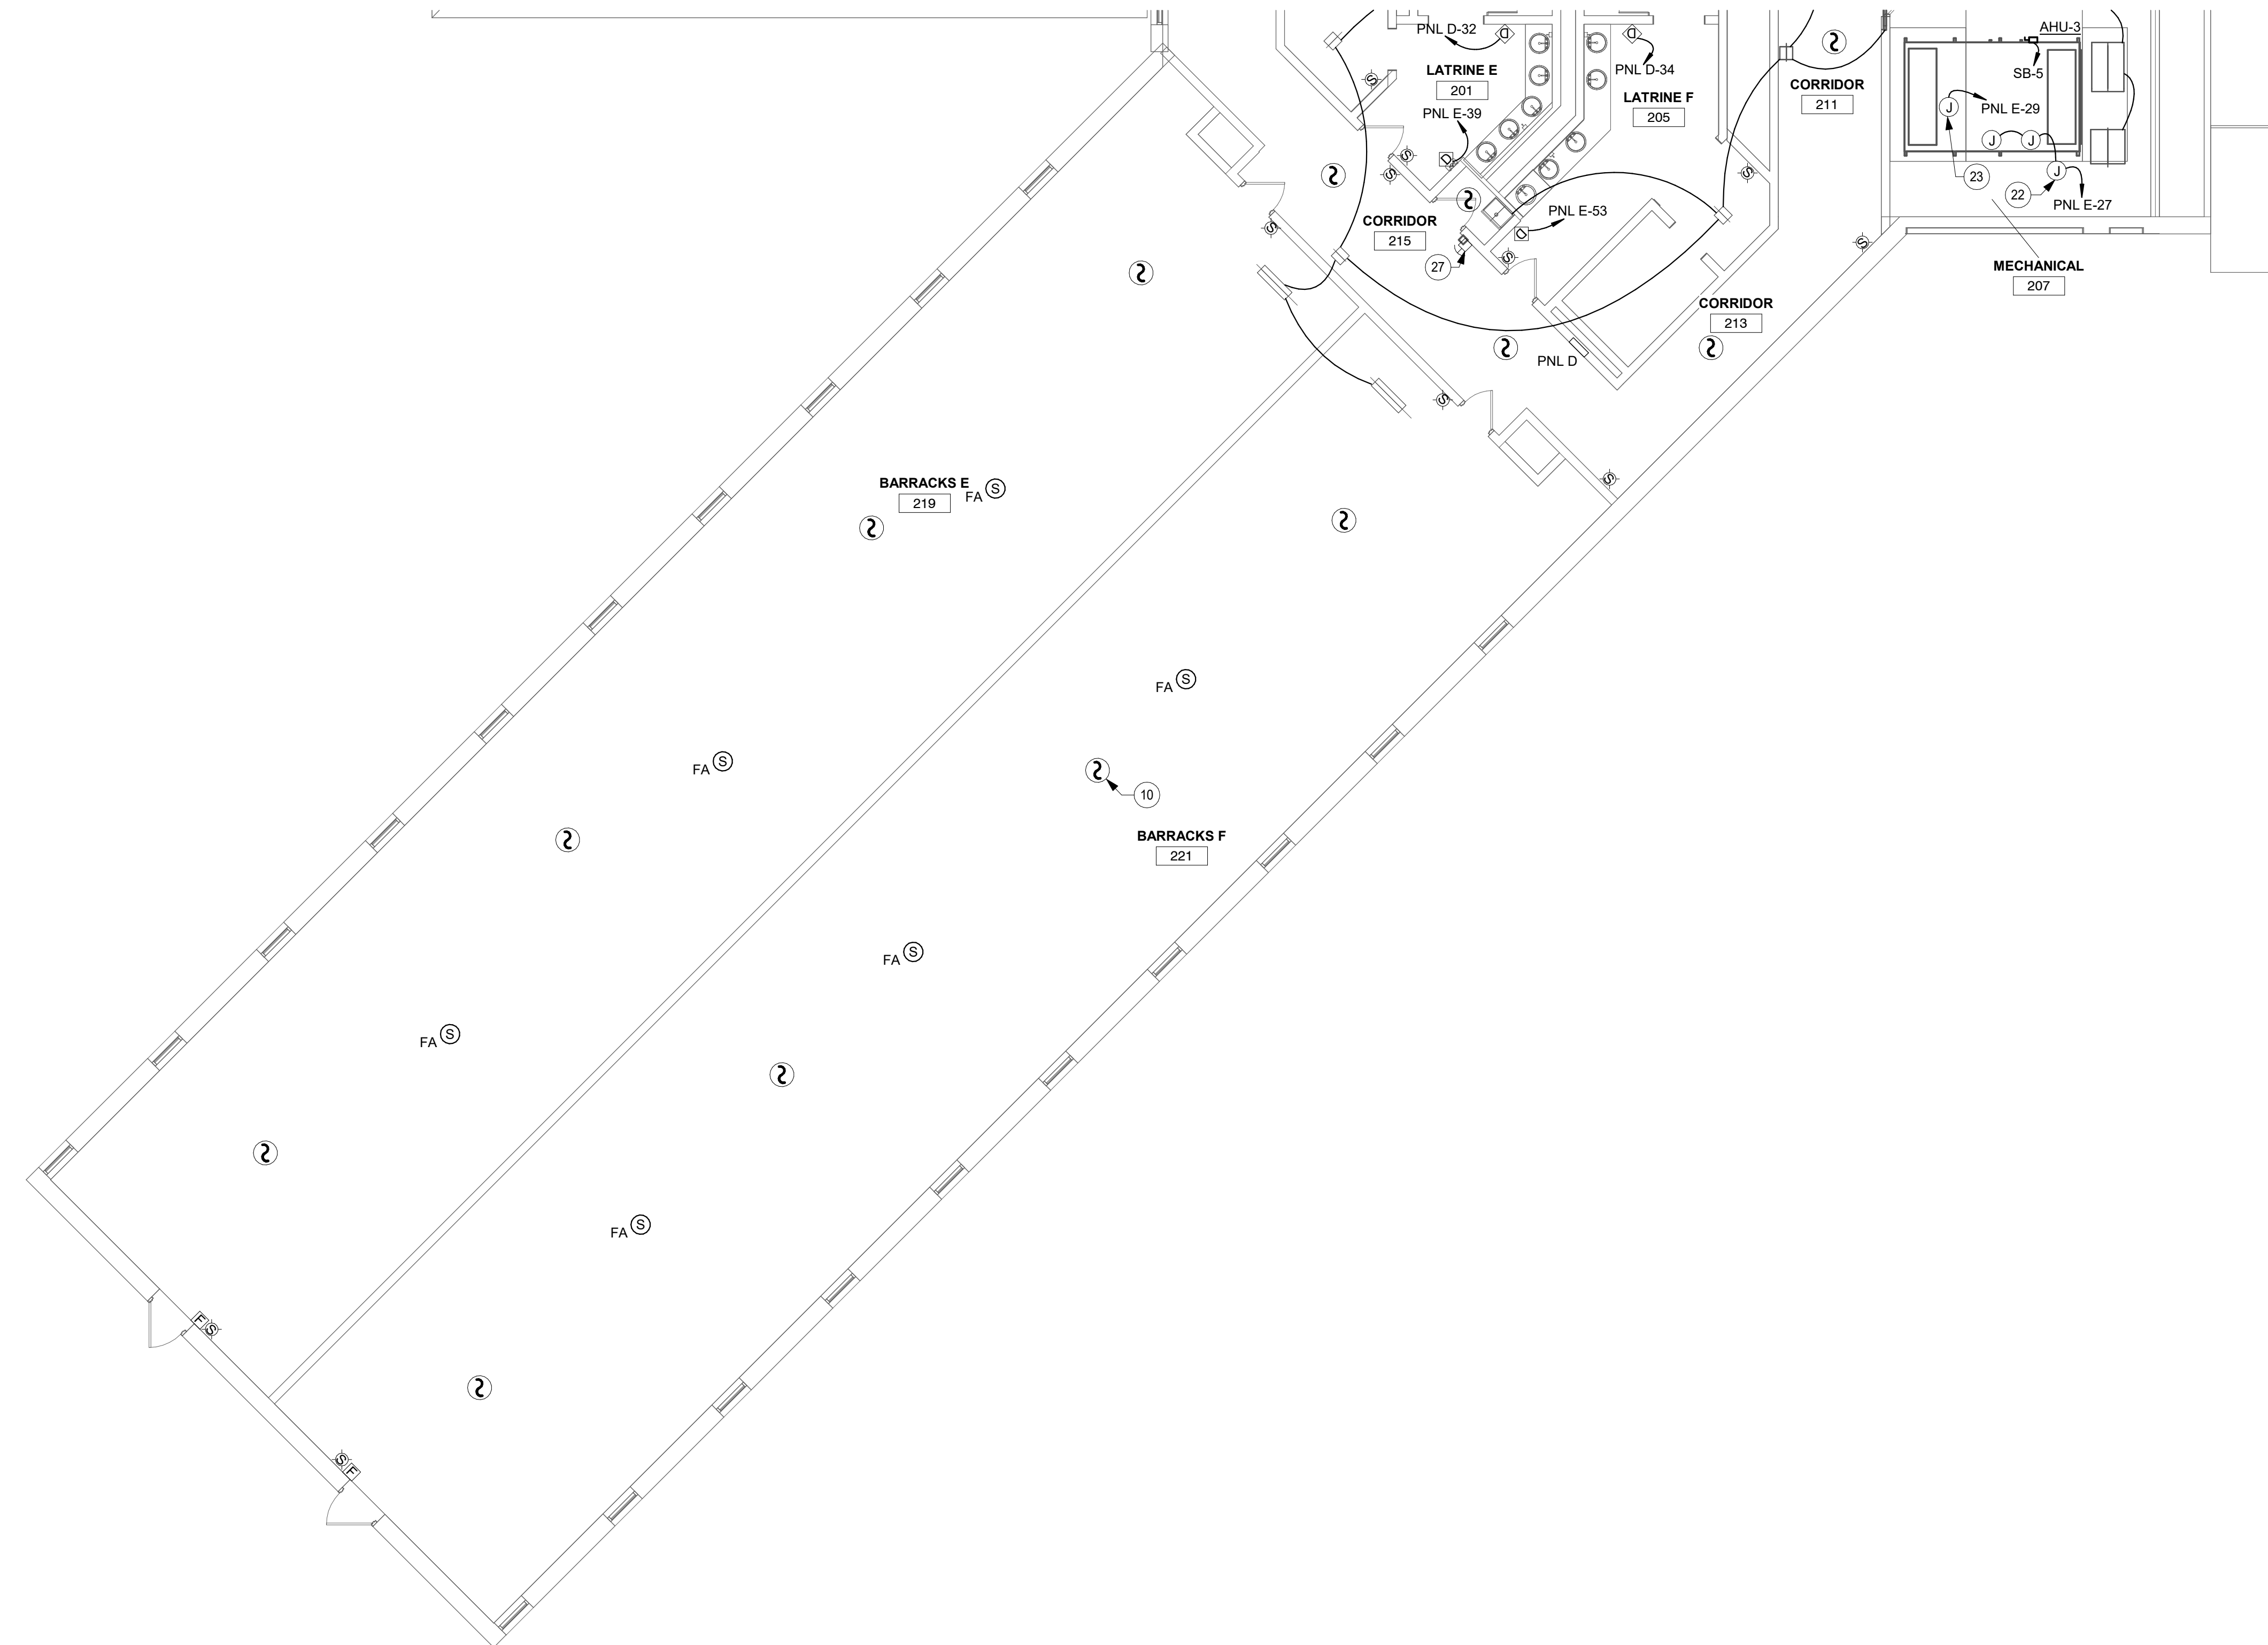 PNL D-32
D
D
AHU-3
LATRINE E
201
PNL D-34
SB-5
S
CORRIDOR
211
LATRINE F
205
J
PNL E-29
PNL E-39
J
J
D
S
S
S
J
23
22
PNL E-27
CORRIDOR
215
PNL E-53
D
S
S
27
S
S
MECHANICAL
207
CORRIDOR
213
PNL D
S
S
BARRACKS E
219
FA S
FA S
FA S
10
BARRACKS F
221
FA S
FA S
FA S
F S
S F